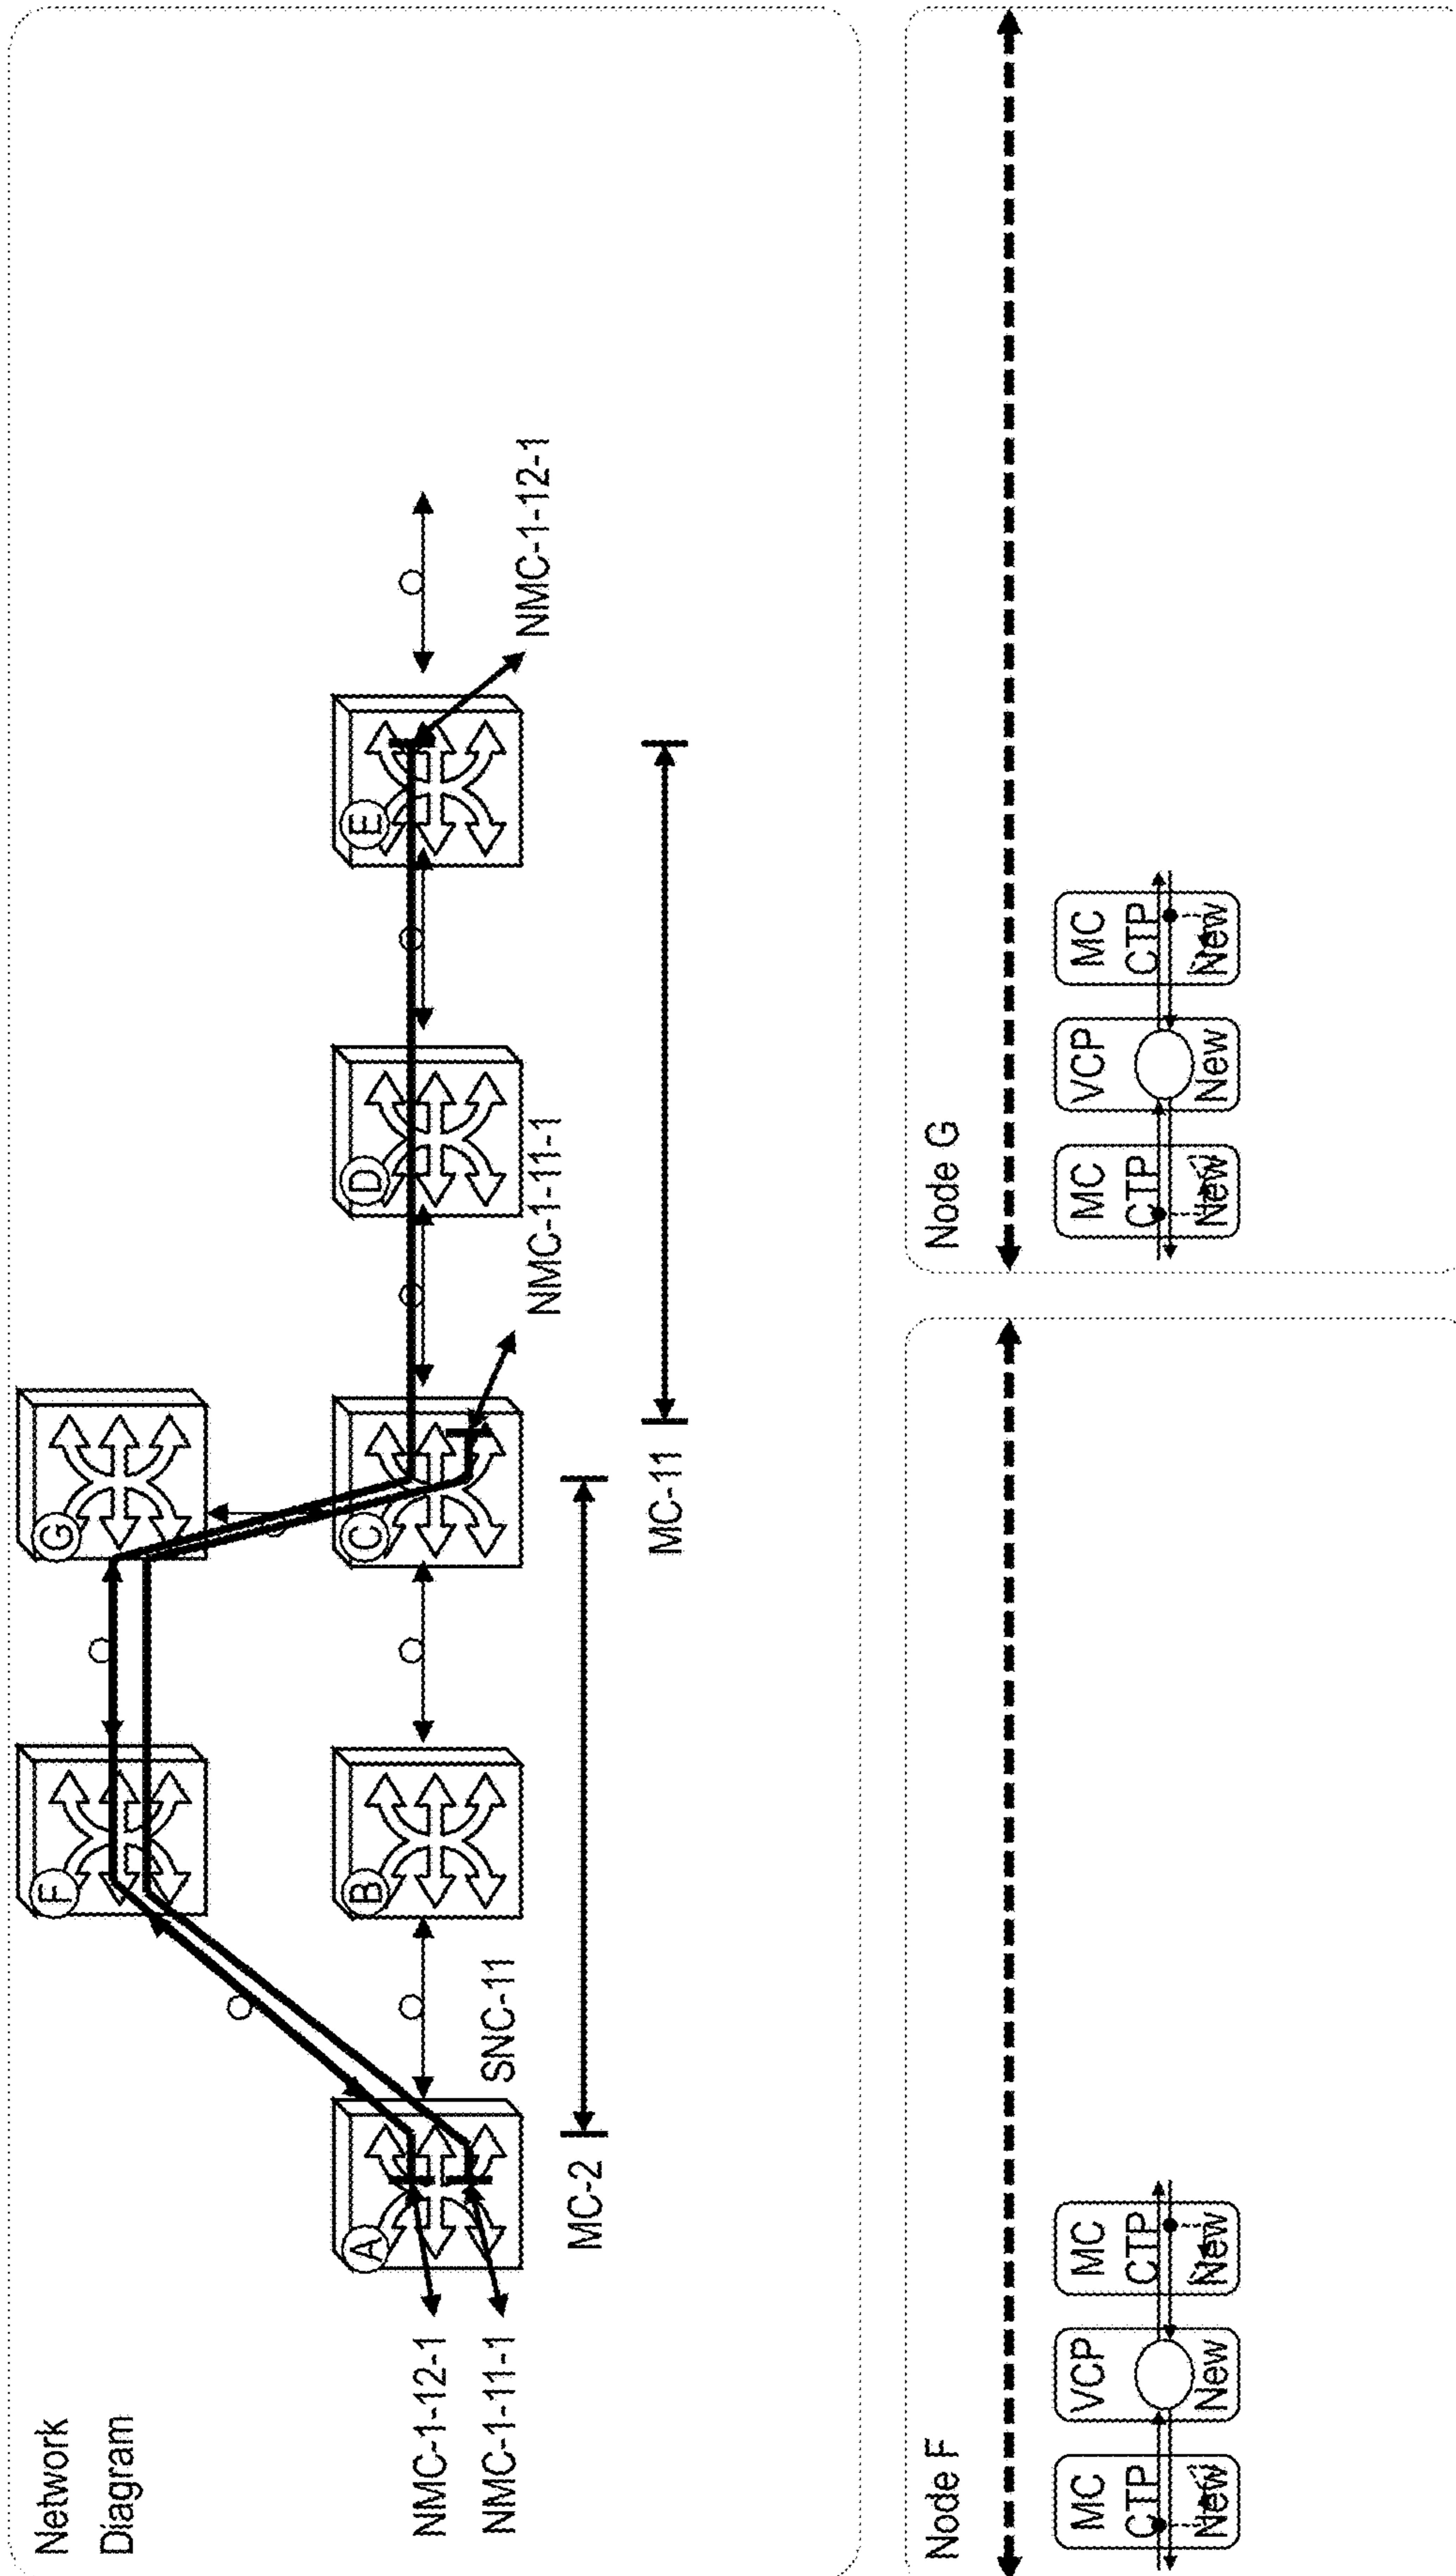 Network
Diagram
F
G
A
B
C
D
E
NMC-1-12-1
NMC-1-11-1
SNC-11
NMC-1-11-1
NMC-1-12-1
MC-2
MC-11
Node F
MC
CTP
New
VCP
New
MC
CTP
New
Node G
MC
CTP
New
VCP
New
MC
CTP
New